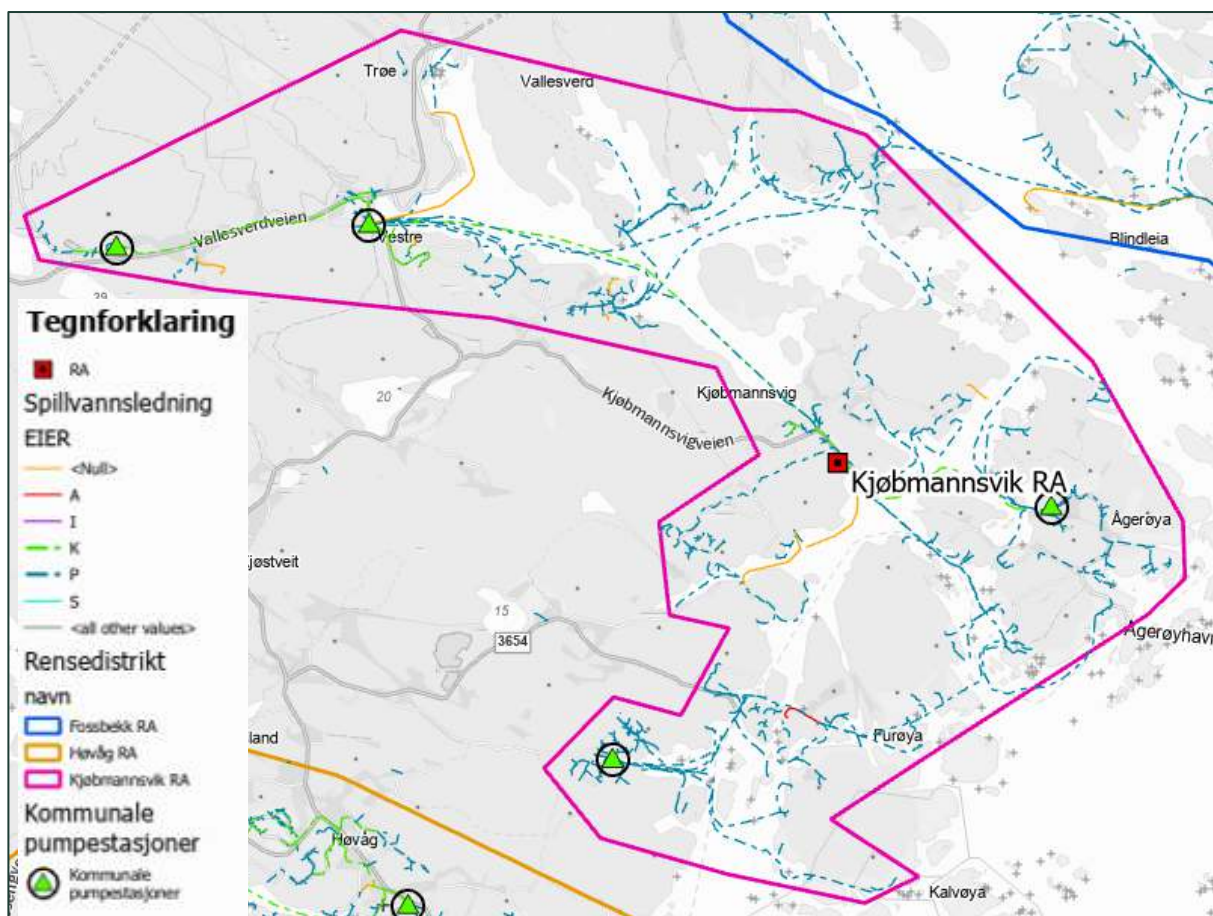 Trøe
Vallesverd
Vallesverdveien
Vestre
Blindleia
29
20
Kjøbmannsvig
Kjøbmannsvigveien
Kjøbmannsvik RA
Ågerøya
Ågerøyhavn
jøstveit
15
3654
Furøya
land
Høvåg
Kalvøya
Tegnforklaring
RA
Spillvannsledning
EIER
<Null>
A
I
K
P
S
<all other values>
Rensedistrikt
navn
Fossbekk RA
Høvåg RA
Kjøbmannsvik RA
Kommunale
pumpestasjoner
Kommunale
pumpestasjoner